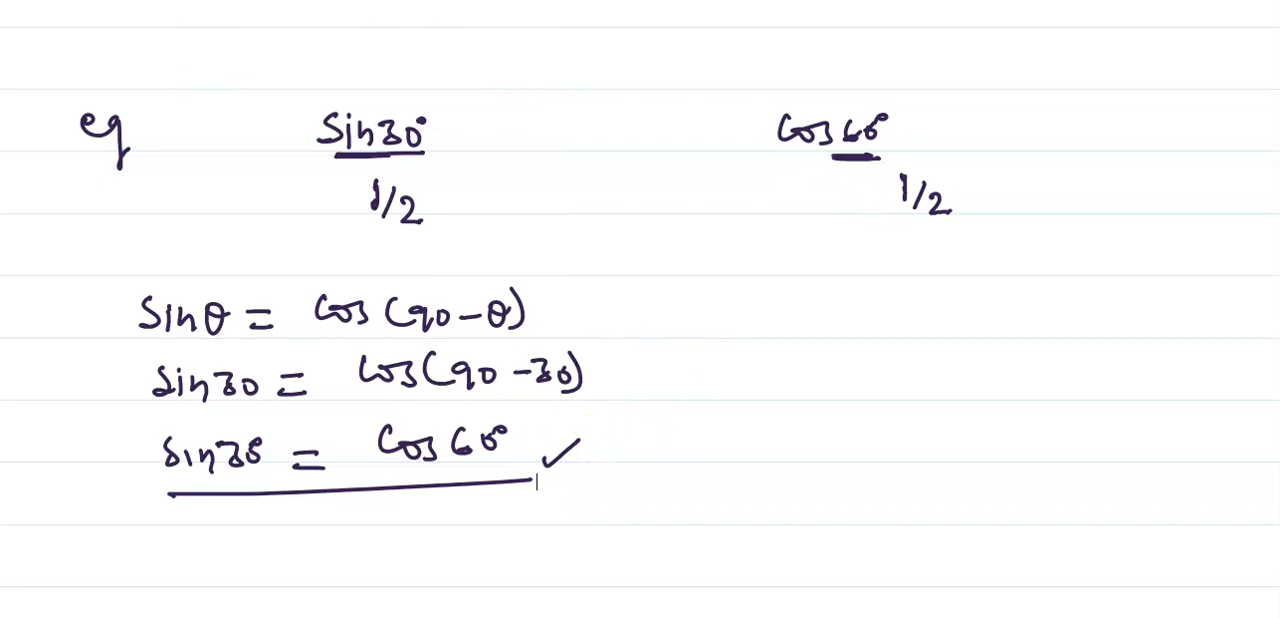 eg Sin30° Cos60°
1/2 1/2
Sinθ = Cos (90-θ)
Sin30 = Cos(90-30)
Sin30° = Cos60° ✓